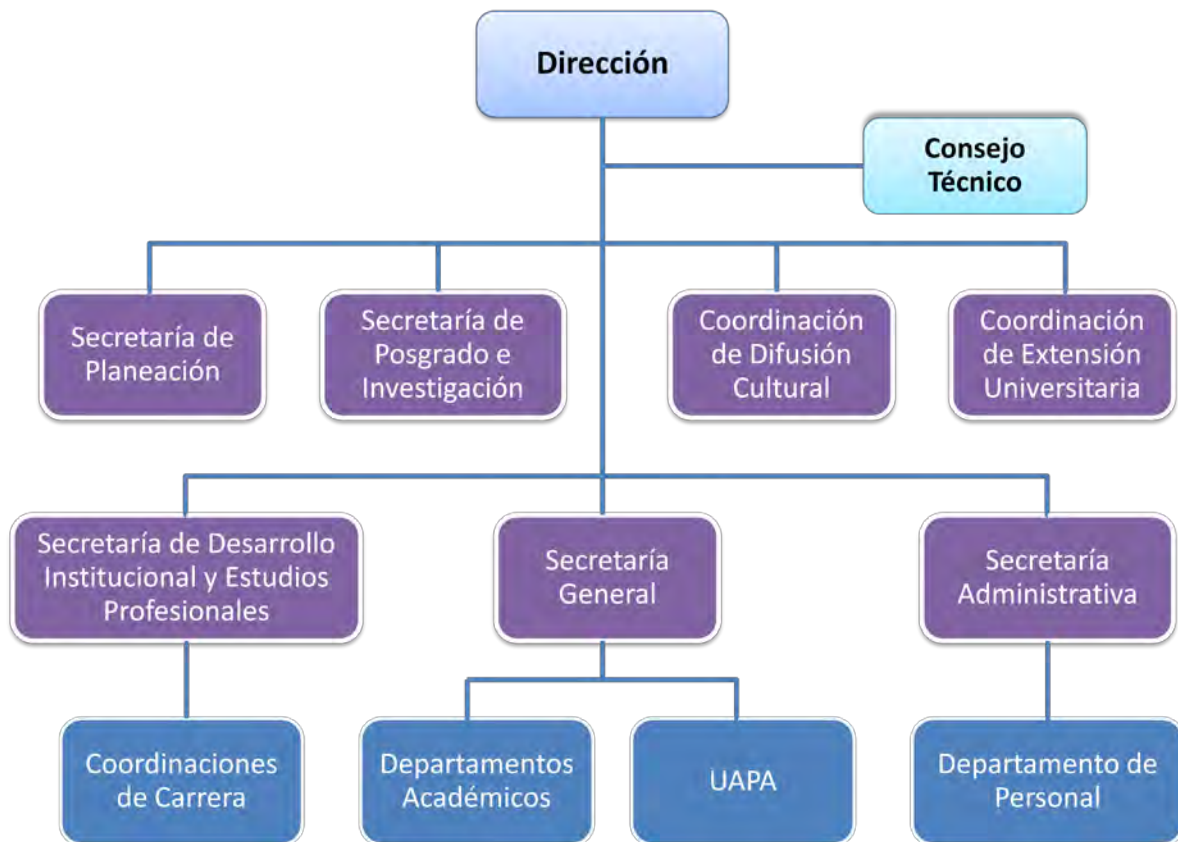 Dirección
Consejo
Técnico
Secretaría de
Planeación
Secretaría de
Posgrado e
Investigación
Coordinación
de Difusión
Cultural
Coordinación
de Extensión
Universitaria
Secretaría de Desarrollo
Institucional y Estudios
Profesionales
Secretaría
General
Secretaría
Administrativa
Coordinaciones
de Carrera
Departamentos
Académicos
UAPA
Departamento de
Personal